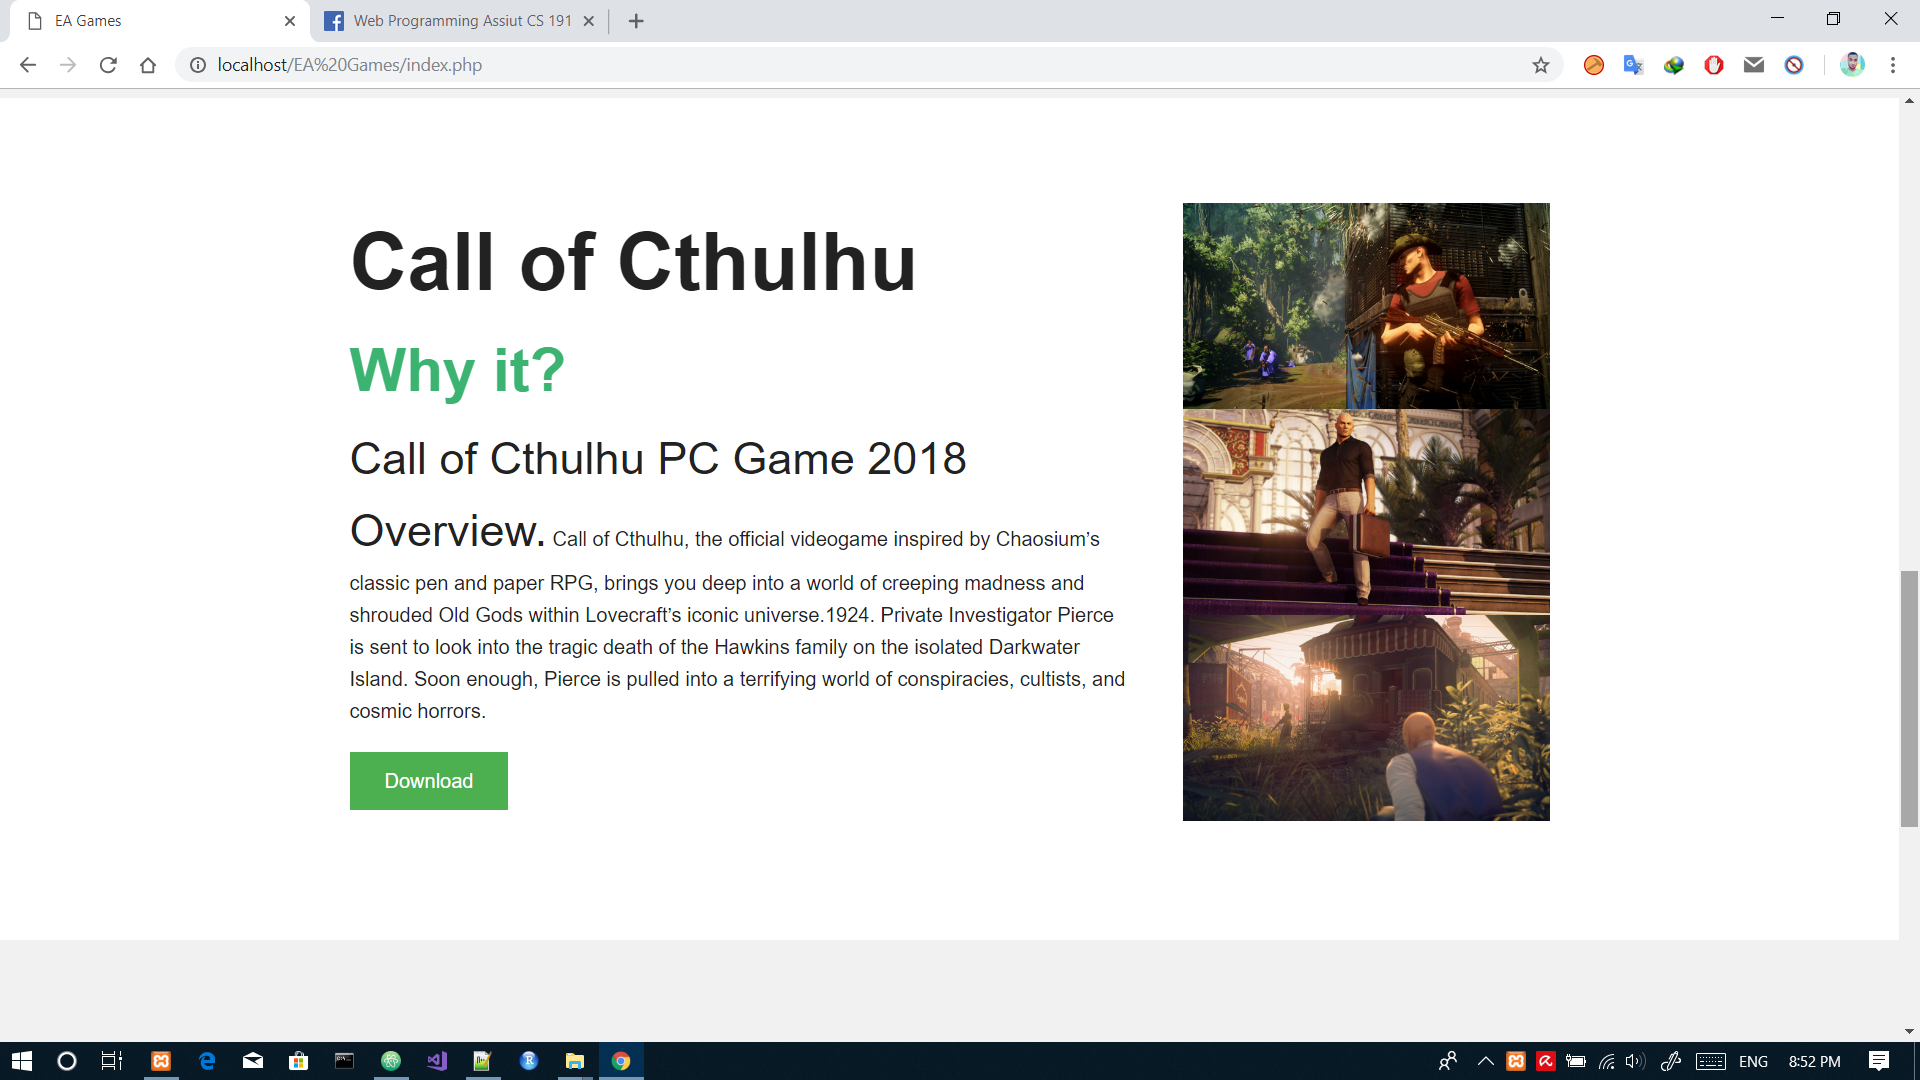 EA Games
Web Programming Assiut CS 191
localhost/EA%20Games/index.php
Call of Cthulhu
Why it?
Call of Cthulhu PC Game 2018
Overview. Call of Cthulhu, the official videogame inspired by Chaosium’s
classic pen and paper RPG, brings you deep into a world of creeping madness and
shrouded Old Gods within Lovecraft’s iconic universe.1924. Private Investigator Pierce
is sent to look into the tragic death of the Hawkins family on the isolated Darkwater
Island. Soon enough, Pierce is pulled into a terrifying world of conspiracies, cultists, and
cosmic horrors.
Download
ENG
8:52 PM